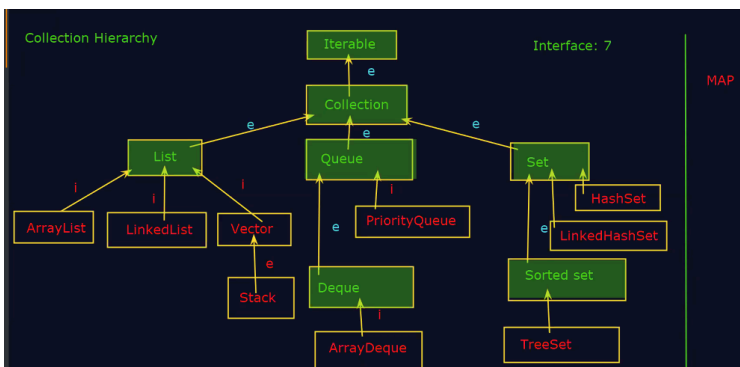 Collection Hierarchy
Iterable
Interface: 7
MAP
e
Collection
e
e
e
List
Queue
Set
i
i
i
i
HashSet
ArrayList
LinkedList
Vector
PriorityQueue
e
e
LinkedHashSet
e
Stack
Deque
Sorted set
i
ArrayDeque
TreeSet